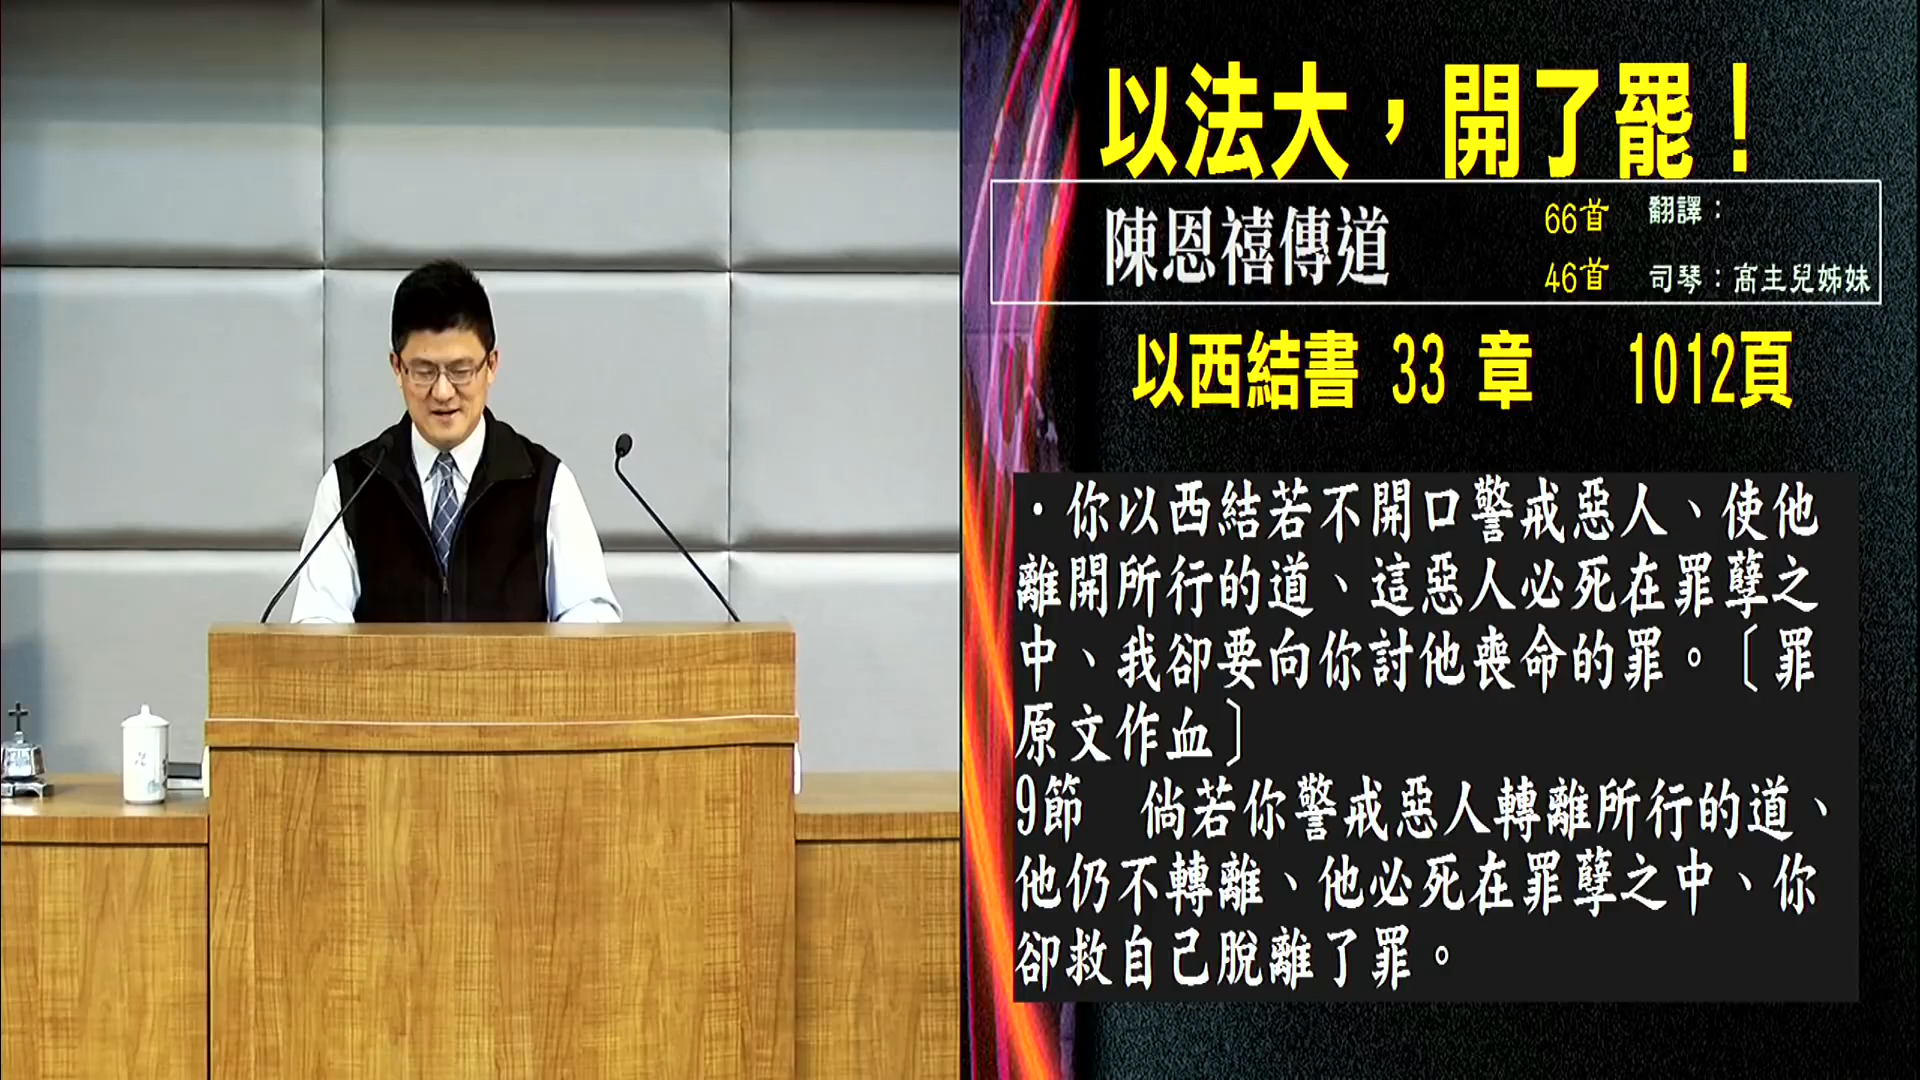 以法大，開了罷！
陳恩禧傳道
66首 翻譯：
46首 司琴：高主兒姊妹
以西結書 33 章 1012頁
．你以西結若不開口警戒惡人、使他
離開所行的道、這惡人必死在罪孽之
中、我卻要向你討他喪命的罪。〔罪
原文作血〕
9節 倘若你警戒惡人轉離所行的道、
他仍不轉離、他必死在罪孽之中、你
卻救自己脫離了罪。